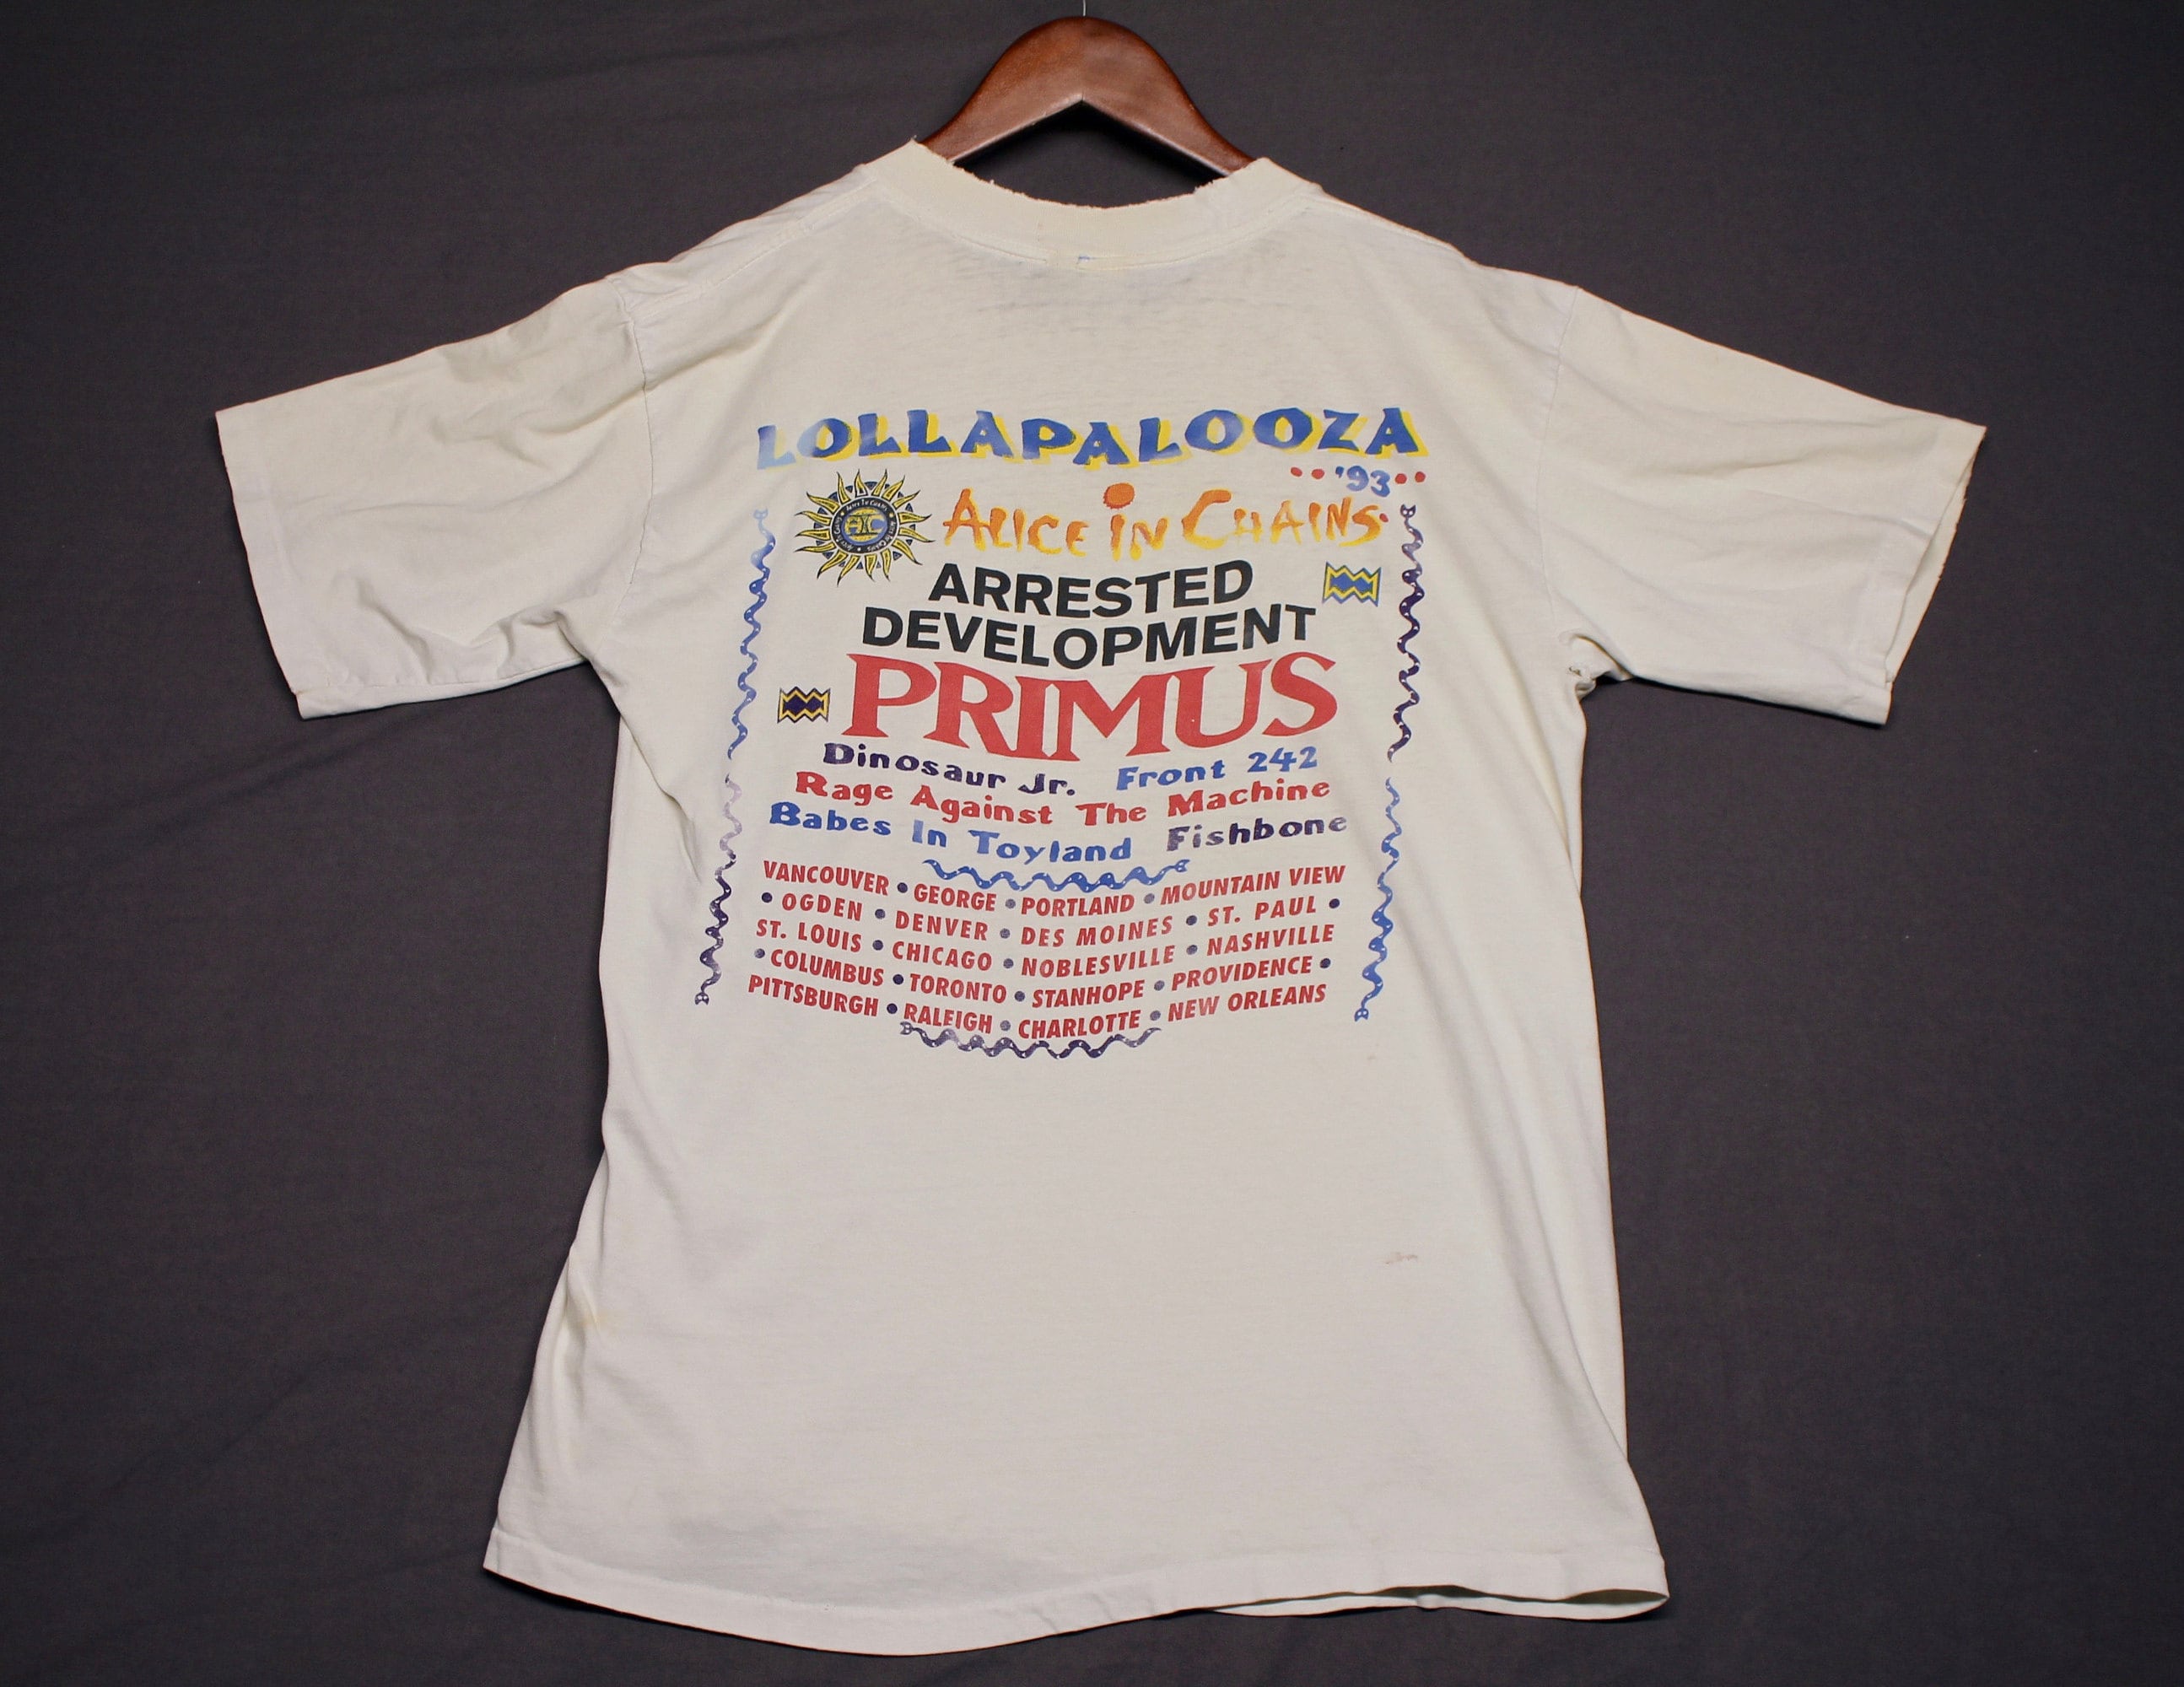 LOLLAPALOOZA
'93
ALICE IN CHAINS
ARRESTED
DEVELOPMENT
PRIMUS
Dinosaur Jr. Front 242
Rage Against The Machine
Babes In Toyland Fishbone
VANCOUVER • GEORGE • PORTLAND • MOUNTAIN VIEW
• OGDEN • DENVER • DES MOINES • ST. PAUL •
ST. LOUIS • CHICAGO • NOBLESVILLE • NASHVILLE
• COLUMBUS • TORONTO • STANHOPE • PROVIDENCE •
PITTSBURGH • RALEIGH • CHARLOTTE • NEW ORLEANS